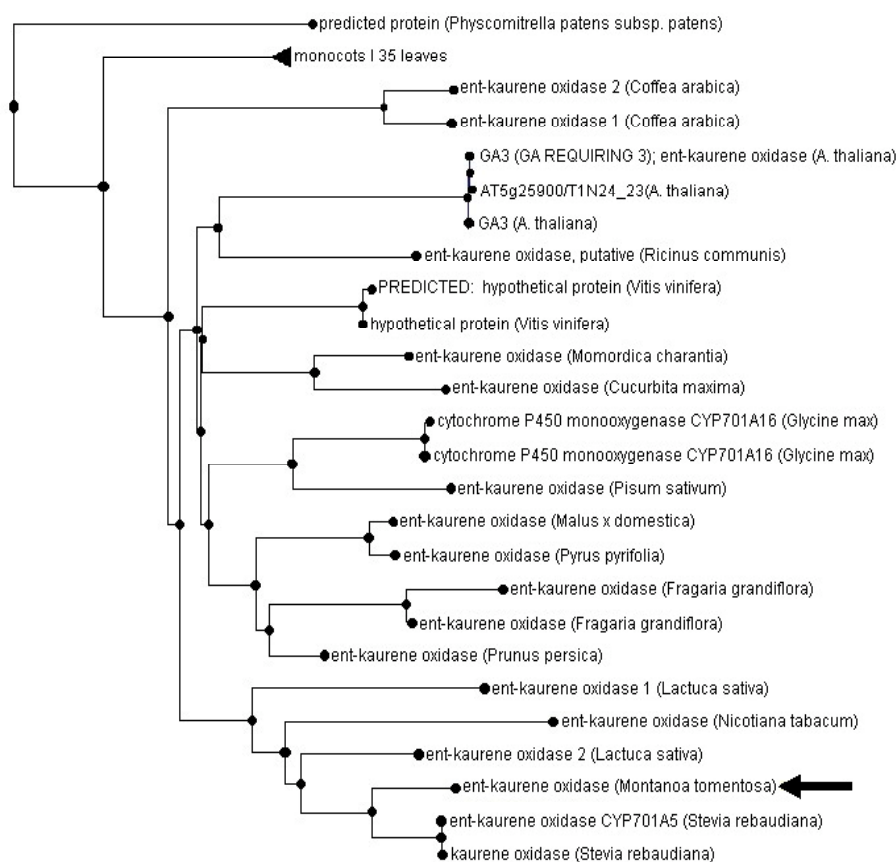 predicted protein (Physcomitrella patens subsp. patens)
monocots | 35 leaves
ent-kaurene oxidase 2 (Coffea arabica)
ent-kaurene oxidase 1 (Coffea arabica)
GA3 (GA REQUIRING 3); ent-kaurene oxidase (A. thaliana)
AT5g25900/T1N24_23(A. thaliana)
GA3 (A. thaliana)
ent-kaurene oxidase, putative (Ricinus communis)
PREDICTED: hypothetical protein (Vitis vinifera)
hypothetical protein (Vitis vinifera)
ent-kaurene oxidase (Momordica charantia)
ent-kaurene oxidase (Cucurbita maxima)
cytochrome P450 monooxygenase CYP701A16 (Glycine max)
cytochrome P450 monooxygenase CYP701A16 (Glycine max)
ent-kaurene oxidase (Pisum sativum)
ent-kaurene oxidase (Malus x domestica)
ent-kaurene oxidase (Pyrus pyrifolia)
ent-kaurene oxidase (Fragaria grandiflora)
ent-kaurene oxidase (Fragaria grandiflora)
ent-kaurene oxidase (Prunus persica)
ent-kaurene oxidase 1 (Lactuca sativa)
ent-kaurene oxidase (Nicotiana tabacum)
ent-kaurene oxidase 2 (Lactuca sativa)
ent-kaurene oxidase (Montanoa tomentosa)
ent-kaurene oxidase CYP701A5 (Stevia rebaudiana)
kaurene oxidase (Stevia rebaudiana)